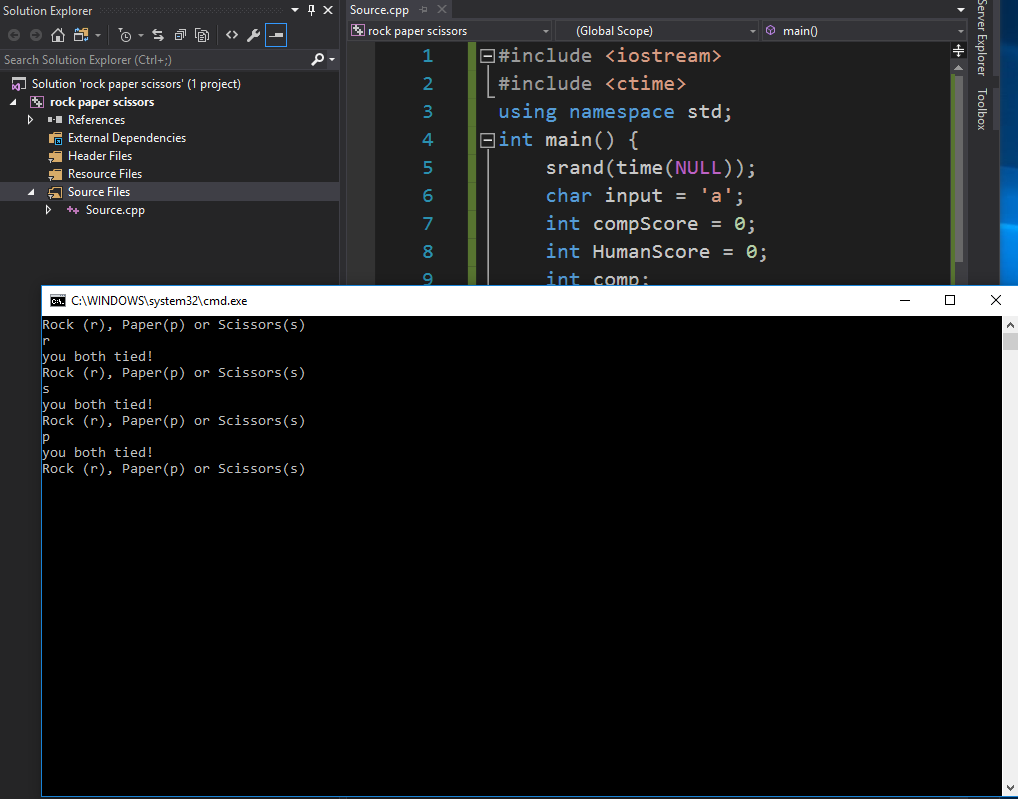 Solution Explorer
Search Solution Explorer (Ctrl+;)
Solution 'rock paper scissors' (1 project)
rock paper scissors
References
External Dependencies
Header Files
Resource Files
Source Files
Source.cpp
Source.cpp
rock paper scissors (Global Scope) main()
1 #include <iostream>
2 #include <ctime>
3 using namespace std;
4 int main() {
5 srand(time(NULL));
6 char input = 'a';
7 int compScore = 0;
8 int HumanScore = 0;
9 int comp;
Server Explorer
Toolbox
C:\WINDOWS\system32\cmd.exe
Rock (r), Paper(p) or Scissors(s)
r
you both tied!
Rock (r), Paper(p) or Scissors(s)
s
you both tied!
Rock (r), Paper(p) or Scissors(s)
p
you both tied!
Rock (r), Paper(p) or Scissors(s)